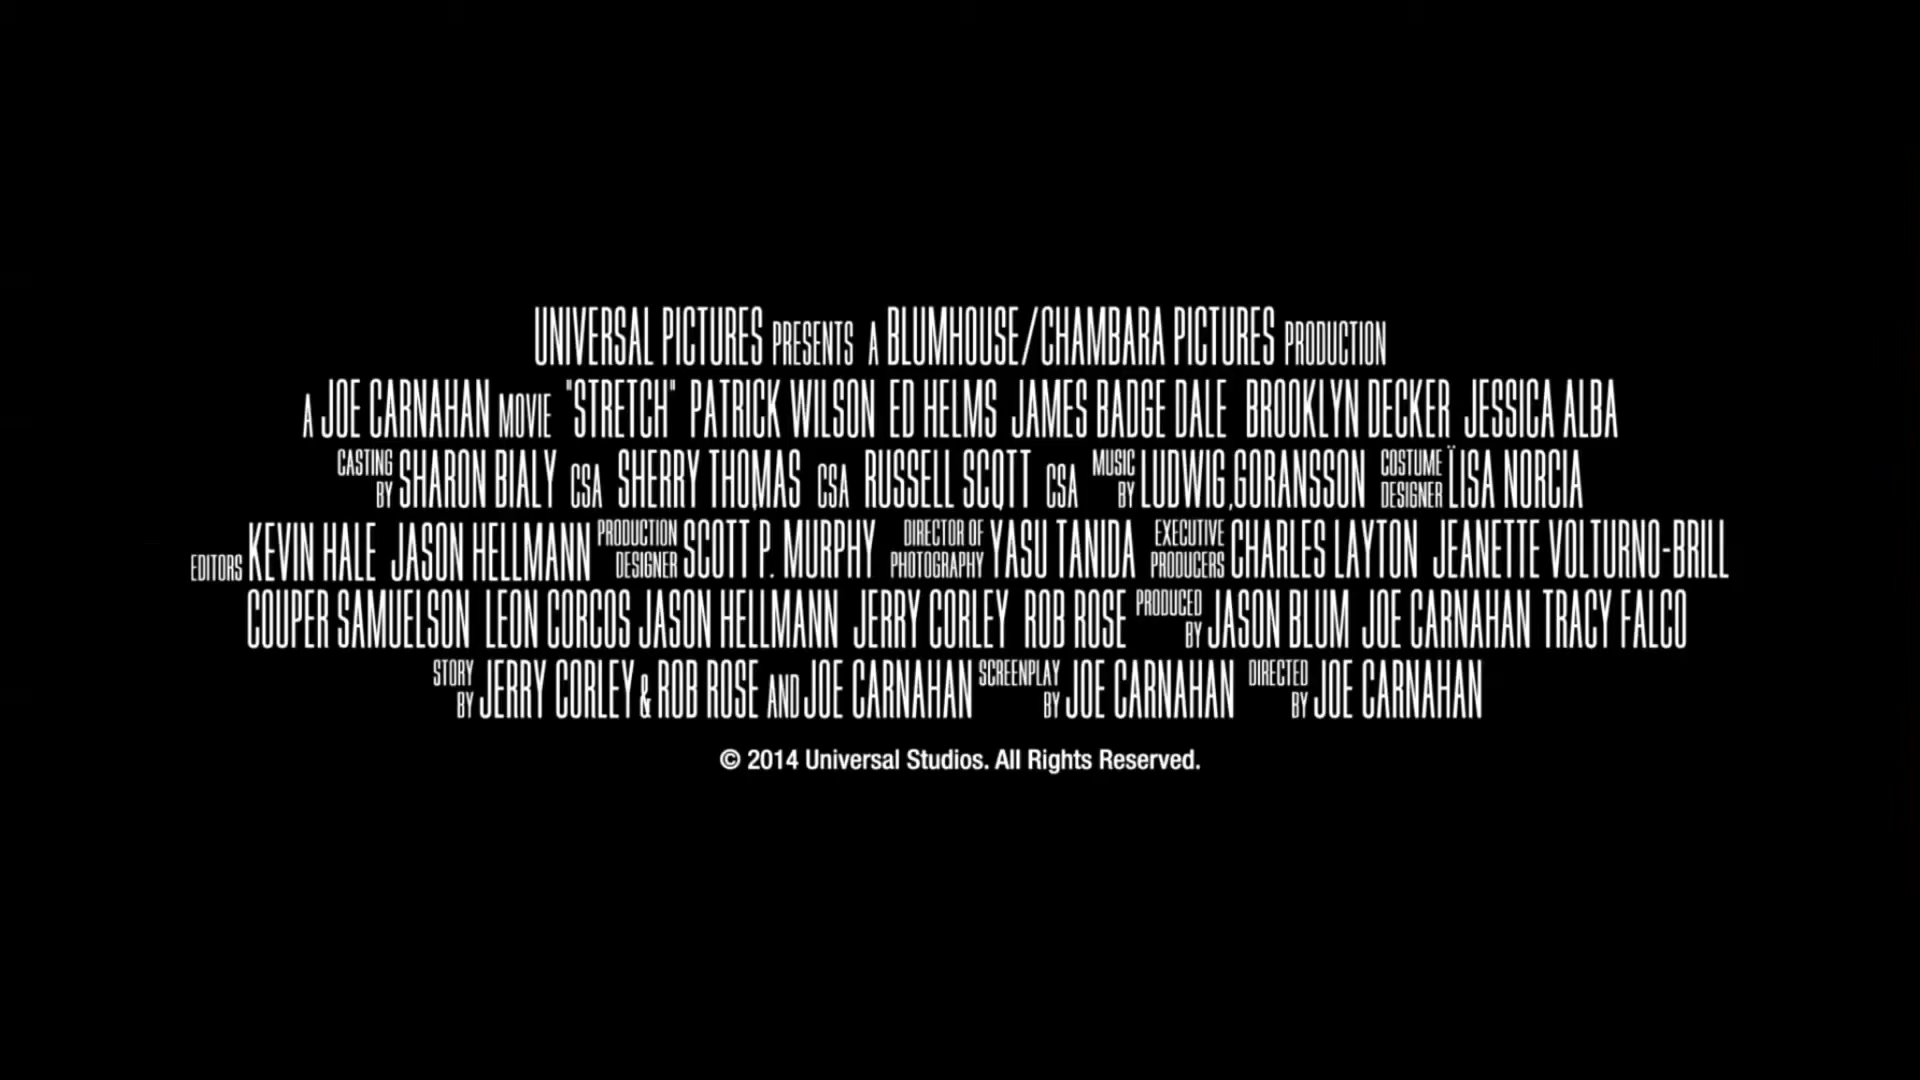 UNIVERSAL PICTURES PRESENTS A BLUMHOUSE/CHAMBARA PICTURES PRODUCTION
A JOE CARNAHAN MOVIE "STRETCH" PATRICK WILSON ED HELMS JAMES BADGE DALE BROOKLYN DECKER JESSICA ALBA
CASTING BY SHARON BIALY CSA SHERRY THOMAS CSA RUSSELL SCOTT CSA MUSIC BY LUDWIG GORANSSON COSTUME DESIGNER LISA NORCIA
EDITORS KEVIN HALE JASON HELLMANN PRODUCTION DESIGNER SCOTT P. MURPHY DIRECTOR OF PHOTOGRAPHY YASU TANIDA EXECUTIVE PRODUCERS CHARLES LAYTON JEANETTE VOLTURNO-BRILL
COUPER SAMUELSON LEON CORCOS JASON HELLMANN JERRY CORLEY ROB ROSE PRODUCED BY JASON BLUM JOE CARNAHAN TRACY FALCO
STORY BY JERRY CORLEY & ROB ROSE AND JOE CARNAHAN SCREENPLAY BY JOE CARNAHAN DIRECTED BY JOE CARNAHAN
© 2014 Universal Studios. All Rights Reserved.